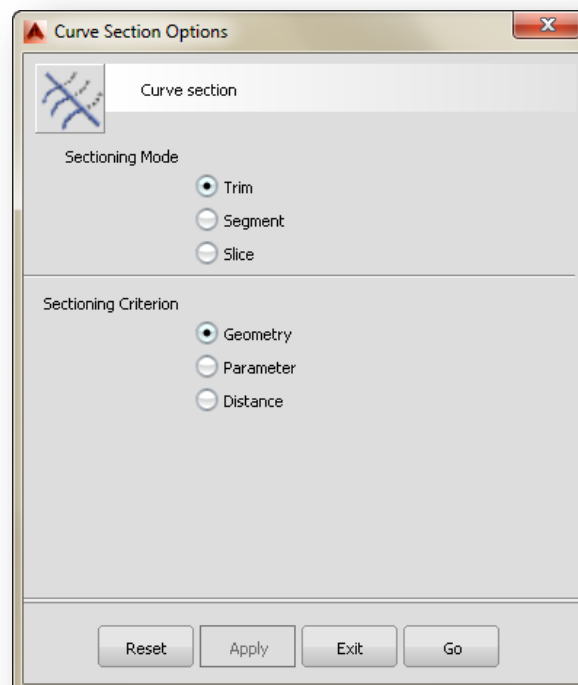 Curve Section Options
Curve section
Sectioning Mode
Trim
Segment
Slice
Sectioning Criterion
Geometry
Parameter
Distance
Reset Apply Exit Go